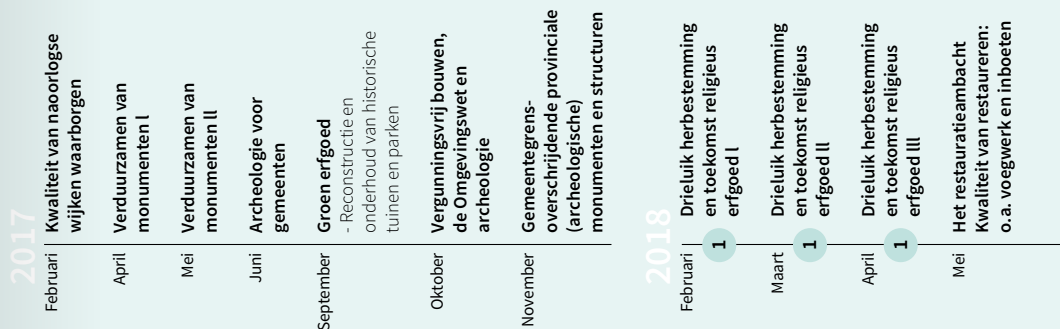 2017
Februari
Kwaliteit van naoorlogse
wijken waarborgen
April
Verduurzamen van
monumenten l
Mei
Verduurzamen van
monumenten ll
Juni
Archeologie voor
gemeenten
September
Groen erfgoed
- Reconstructie en
onderhoud van historische
tuinen en parken
Oktober
Vergunningsvrij bouwen,
de Omgevingswet en
archeologie
November
Gemeentegrens-
overschrijdende provinciale
(archeologische)
monumenten en structuren
2018
Februari
1
Drieluik herbestemming
en toekomst religieus
erfgoed l
Maart
1
Drieluik herbestemming
en toekomst religieus
erfgoed ll
April
1
Drieluik herbestemming
en toekomst religieus
erfgoed lll
Mei
Het restauratieambacht
Kwaliteit van restaureren:
o.a. voegwerk en inboeten